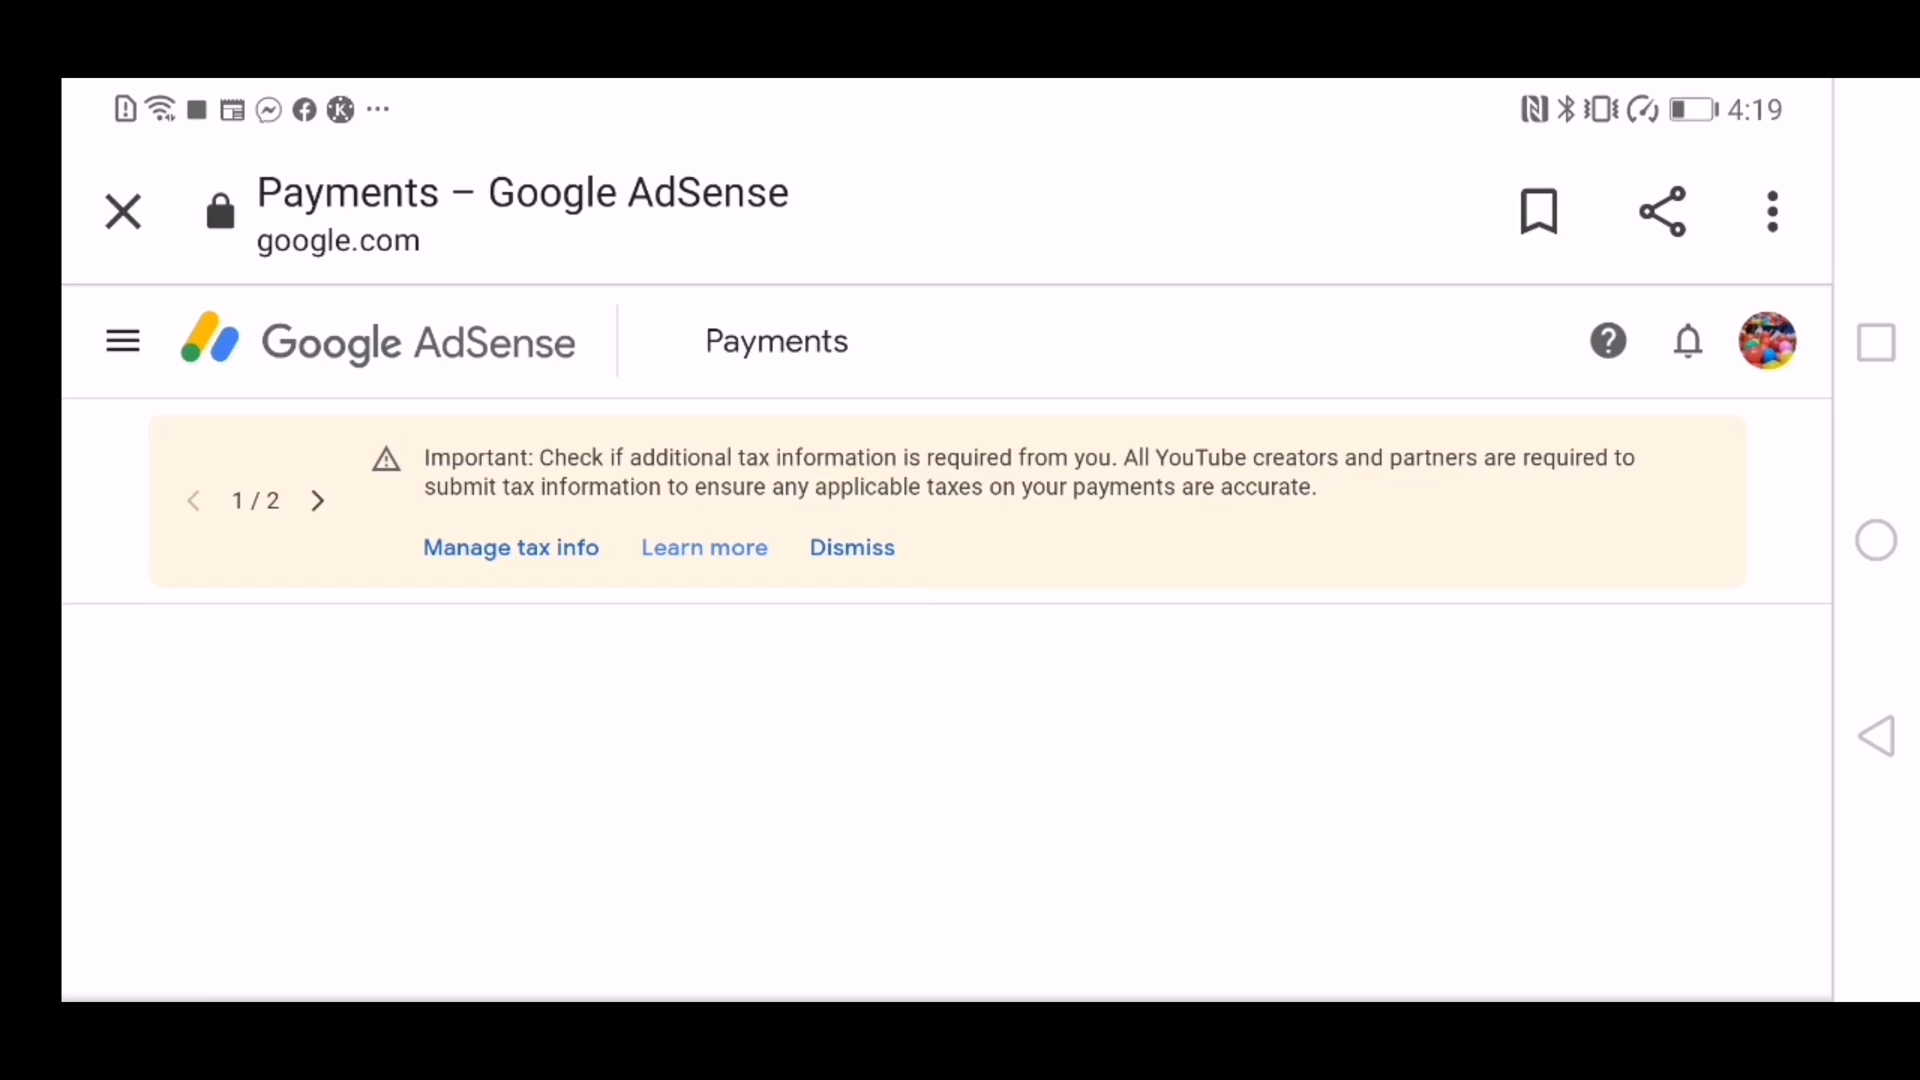 4:19
Payments – Google AdSense
google.com
Google AdSense
Payments
Important: Check if additional tax information is required from you. All YouTube creators and partners are required to
submit tax information to ensure any applicable taxes on your payments are accurate.
1 / 2
Manage tax info Learn more Dismiss